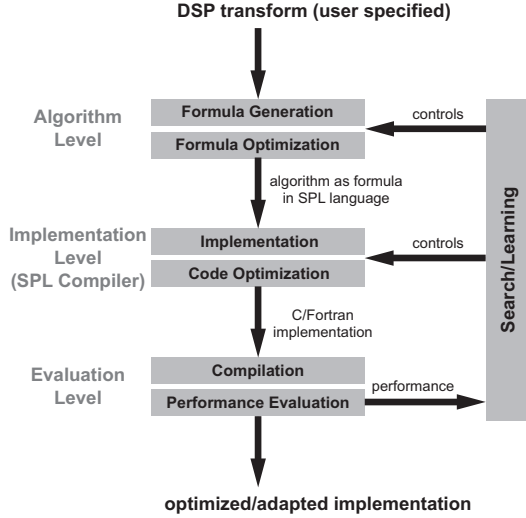 DSP transform (user specified)
Algorithm
Level
Formula Generation
Formula Optimization
controls
algorithm as formula
in SPL language
Implementation
Level
(SPL Compiler)
Implementation
Code Optimization
controls
Search/Learning
C/Fortran
implementation
Evaluation
Level
Compilation
Performance Evaluation
performance
optimized/adapted implementation